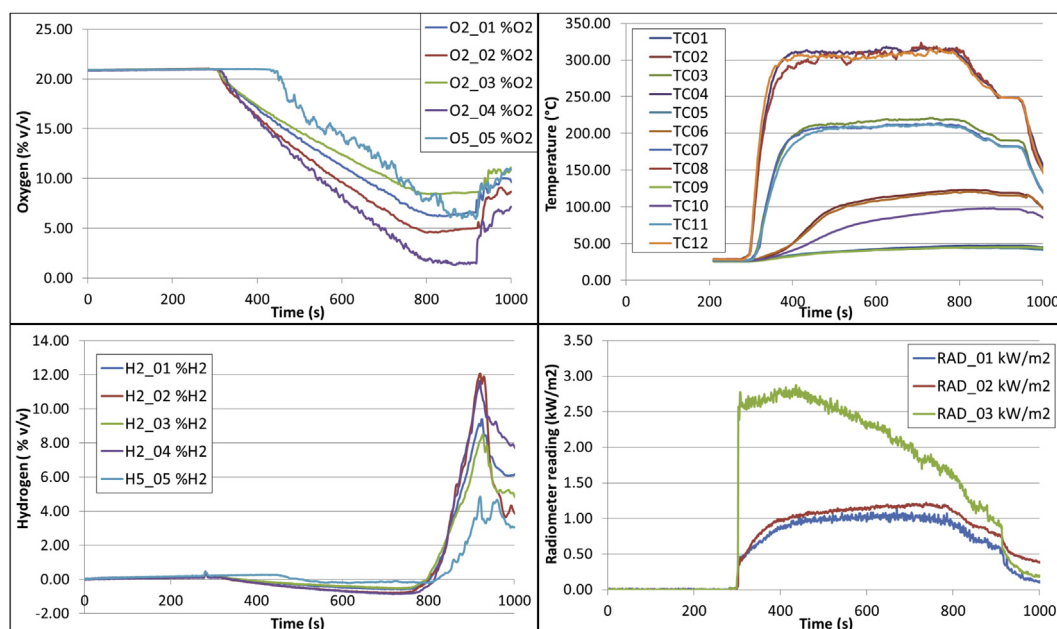 25.00
20.00
15.00
10.00
5.00
0.00
Oxygen (% v/v)
O2_01 %O2
O2_02 %O2
O2_03 %O2
O2_04 %O2
O5_05 %O2
0
200
400
600
800
1000
Time (s)
350.00
300.00
250.00
200.00
150.00
100.00
50.00
0.00
Temperature (°C)
TC01
TC02
TC03
TC04
TC05
TC06
TC07
TC08
TC09
TC10
TC11
TC12
0
200
400
600
800
1000
Time (s)
14.00
12.00
10.00
8.00
6.00
4.00
2.00
0.00
-2.00
Hydrogen ( % v/v)
H2_01 %H2
H2_02 %H2
H2_03 %H2
H2_04 %H2
H5_05 %H2
0
200
400
600
800
1000
Time (s)
3.50
3.00
2.50
2.00
1.50
1.00
0.50
0.00
Radiometer reading (kW/m2)
RAD_01 kW/m2
RAD_02 kW/m2
RAD_03 kW/m2
0
200
400
600
800
1000
Time (s)